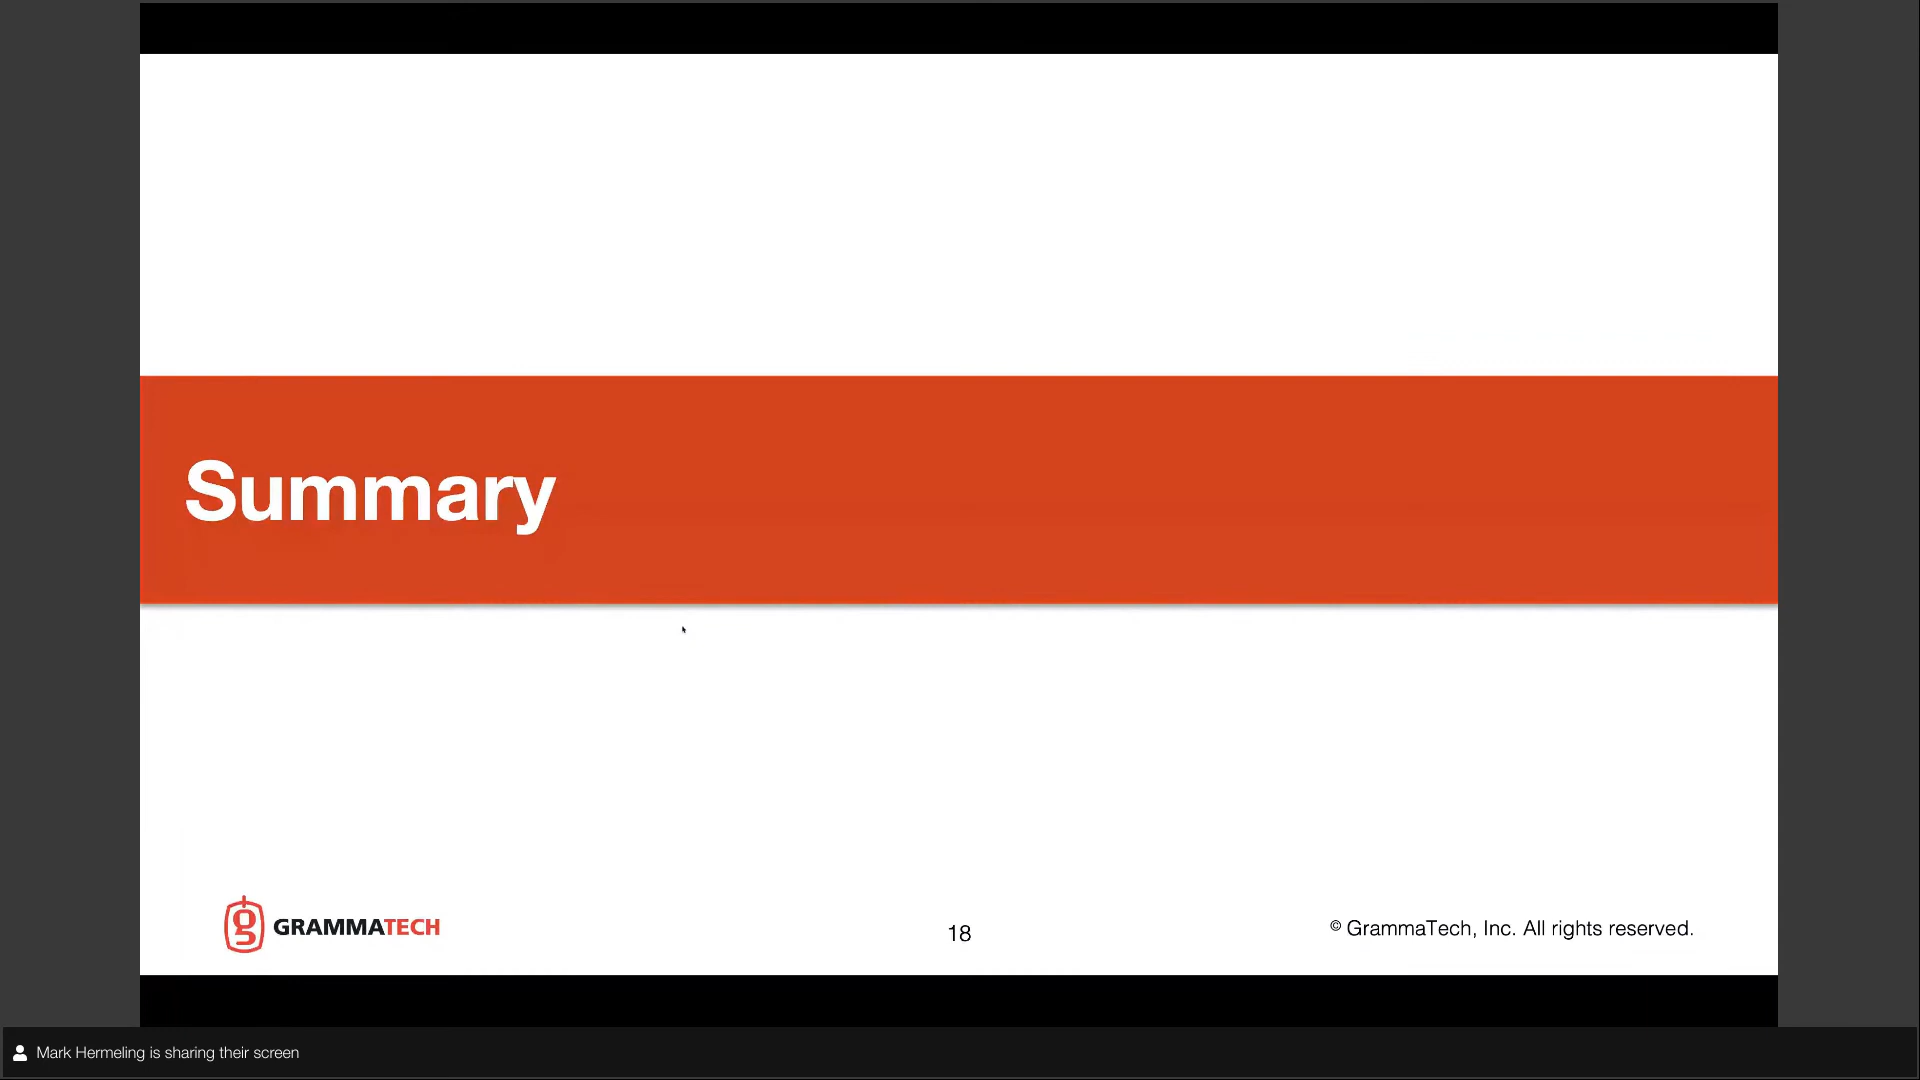 Summary
GRAMMATECH
18
© GrammaTech, Inc. All rights reserved.
Mark Hermeling is sharing their screen